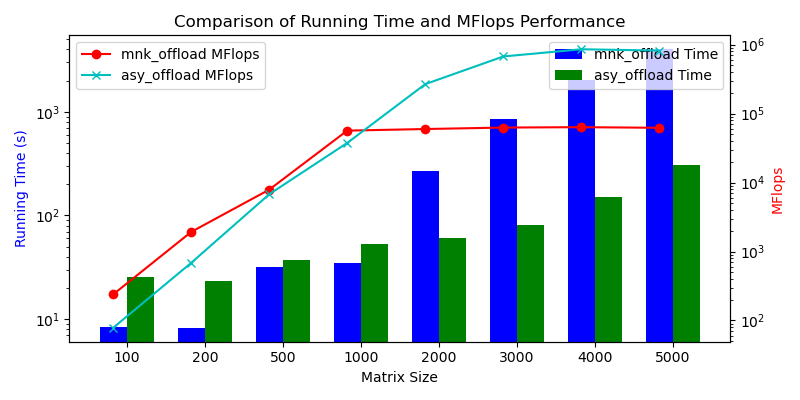 Comparison of Running Time and MFlops Performance
mnk_offload MFlops
asy_offload MFlops
mnk_offload Time
asy_offload Time
Running Time (s)
10³
10²
10¹
MFlops
10⁶
10⁵
10⁴
10³
10²
100 200 500 1000 2000 3000 4000 5000
Matrix Size